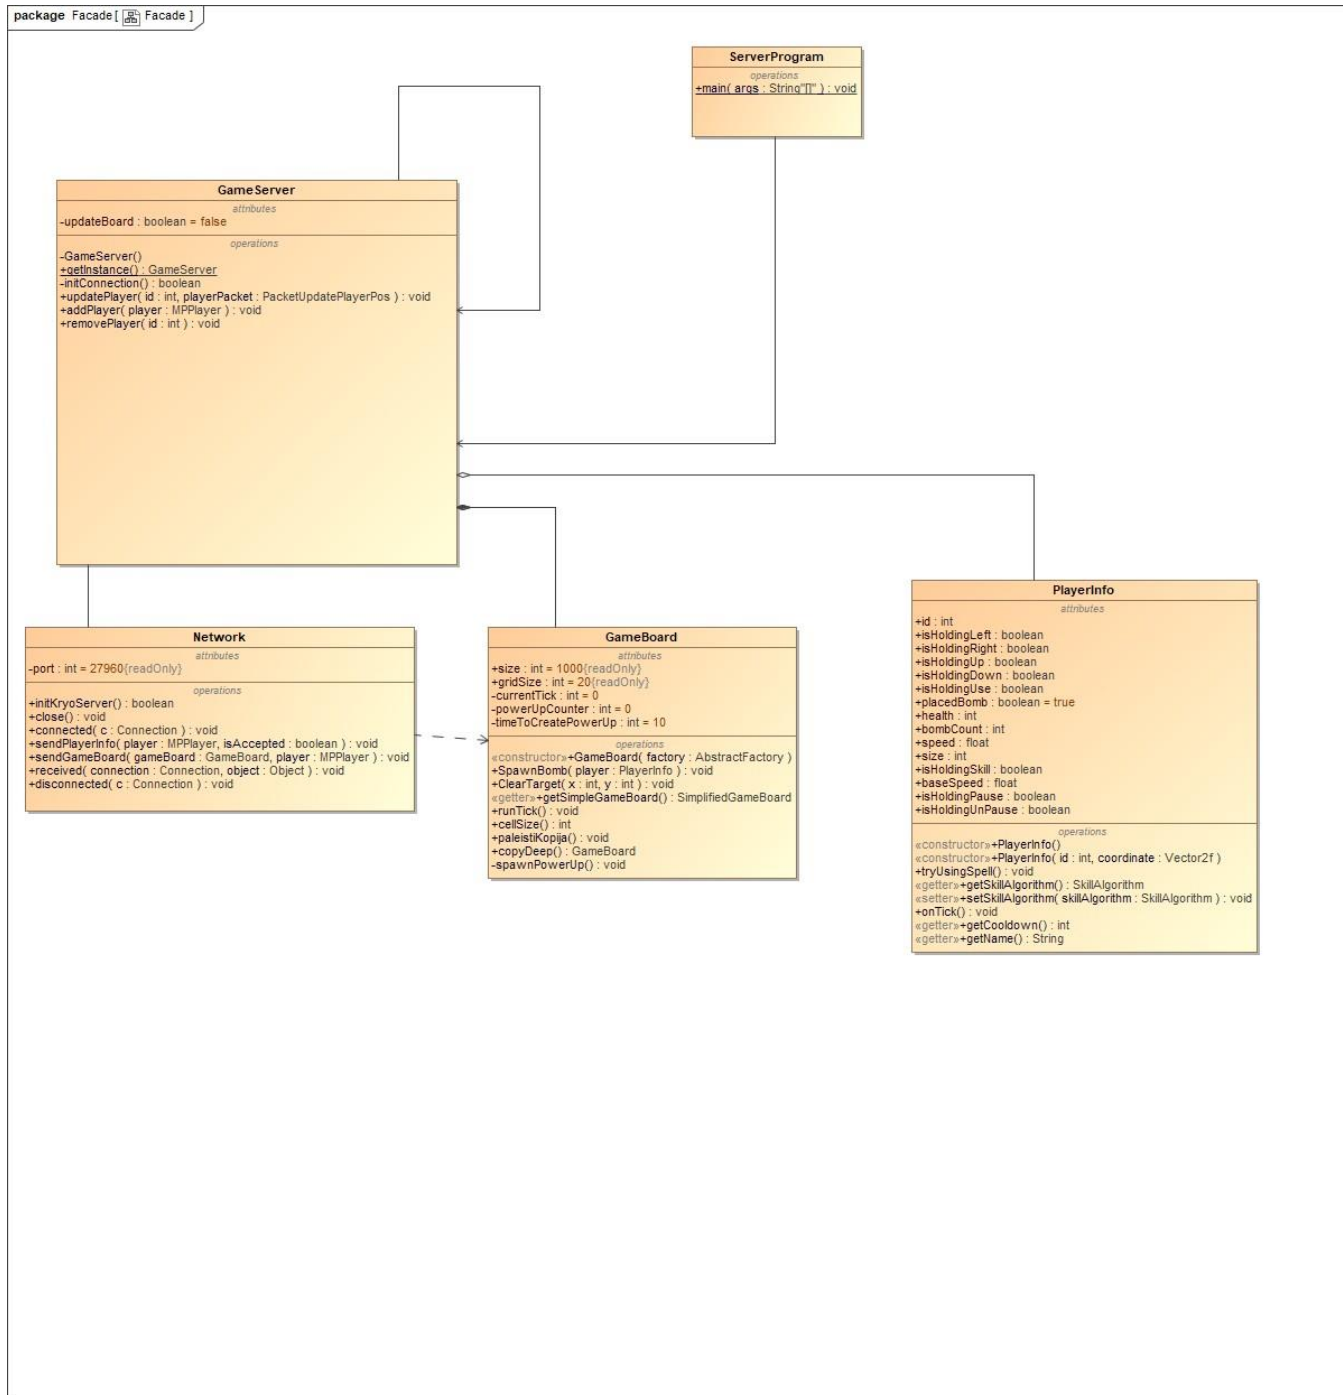 package Facade [ Facade ]
ServerProgram
operations
+main( args : String"[]" ) : void
GameServer
attributes
-updateBoard : boolean = false
operations
-GameServer()
+getInstance() : GameServer
-initConnection() : boolean
+updatePlayer( id : int, playerPacket : PacketUpdatePlayerPos ) : void
+addPlayer( player : MPPlayer ) : void
+removePlayer( id : int ) : void
Network
attributes
-port : int = 27960{readOnly}
operations
+initKryoServer() : boolean
+close() : void
+connected( c : Connection ) : void
+sendPlayerInfo( player : MPPlayer, isAccepted : boolean ) : void
+sendGameBoard( gameBoard : GameBoard, player : MPPlayer ) : void
+received( connection : Connection, object : Object ) : void
+disconnected( c : Connection ) : void
GameBoard
attributes
+size : int = 1000{readOnly}
+gridSize : int = 20{readOnly}
-currentTick : int = 0
-powerUpCounter : int = 0
-timeToCreatePowerUp : int = 10
operations
«constructor»+GameBoard( factory : AbstractFactory )
+SpawnBomb( player : PlayerInfo ) : void
+ClearTarget( x : int, y : int ) : void
«getter»+getSimpleGameBoard() : SimplifiedGameBoard
+runTick() : void
+cellSize() : int
+paleistiKopija() : void
+copyDeep() : GameBoard
-spawnPowerUp() : void
PlayerInfo
attributes
+id : int
+isHoldingLeft : boolean
+isHoldingRight : boolean
+isHoldingUp : boolean
+isHoldingDown : boolean
+isHoldingUse : boolean
+placedBomb : boolean = true
+health : int
+bombCount : int
+speed : float
+size : int
+isHoldingSkill : boolean
+baseSpeed : float
+isHoldingPause : boolean
+isHoldingUnPause : boolean
operations
«constructor»+PlayerInfo()
«constructor»+PlayerInfo( id : int, coordinate : Vector2f )
+tryUsingSpell() : void
«getter»+getSkillAlgorithm() : SkillAlgorithm
«setter»+setSkillAlgorithm( skillAlgorithm : SkillAlgorithm ) : void
+onTick() : void
«getter»+getCooldown() : int
«getter»+getName() : String